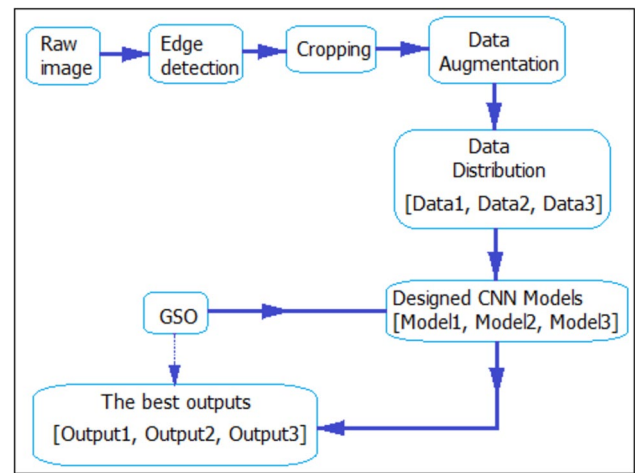 Raw
image
Edge
detection
Cropping
Data
Augmentation
Data
Distribution
[Data1, Data2, Data3]
Designed CNN Models
[Model1, Model2, Model3]
GSO
The best outputs
[Output1, Output2, Output3]